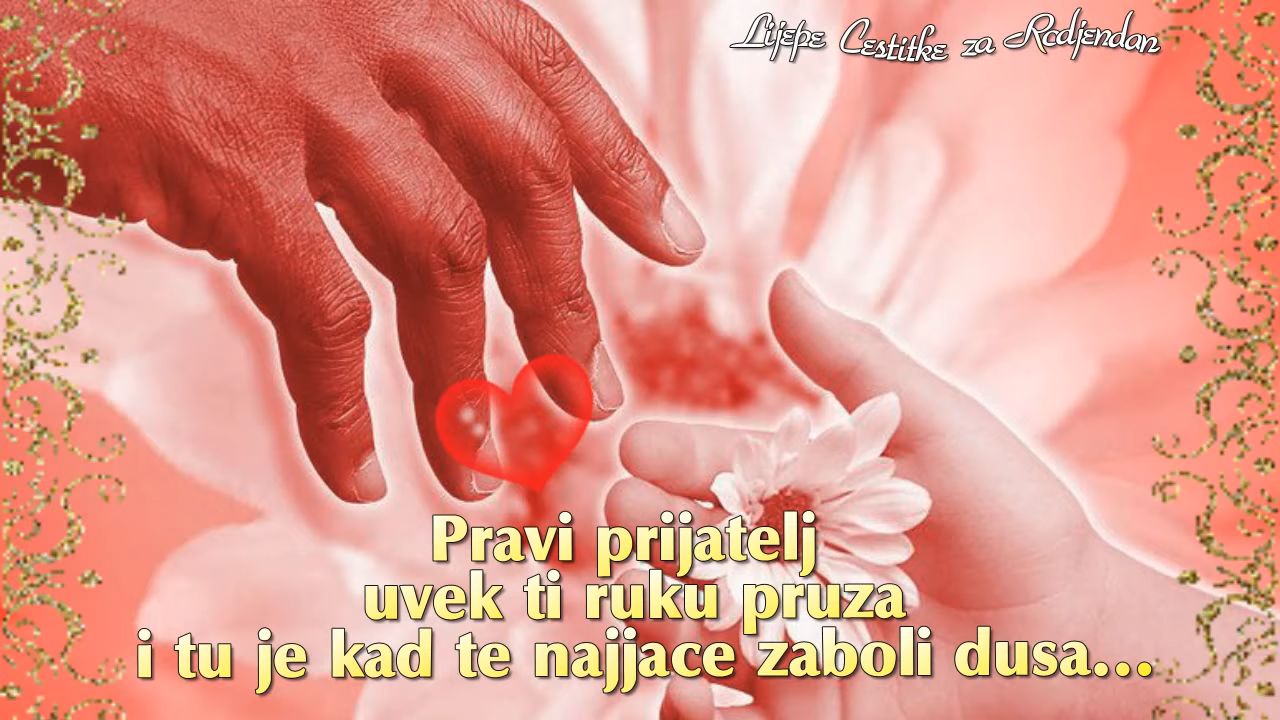 Lijepe Cestitke za Rodjendan
Pravi prijatelj
uvek ti ruku pruza
i tu je kad te najjace zaboli dusa...